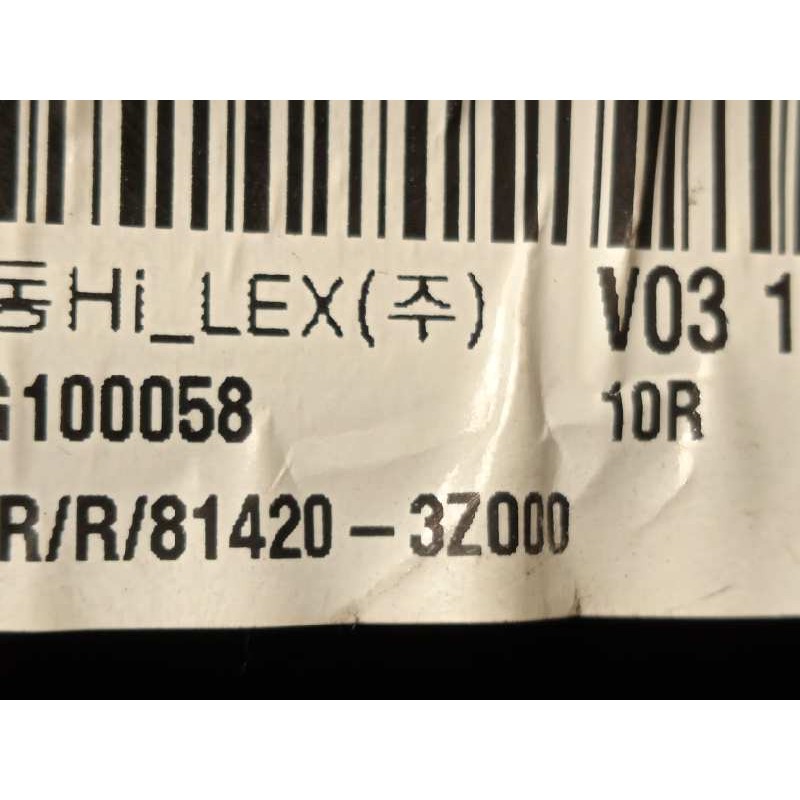 동Hi_LEX(주) V03 1
G100058 10R
R/R/81420-3Z000